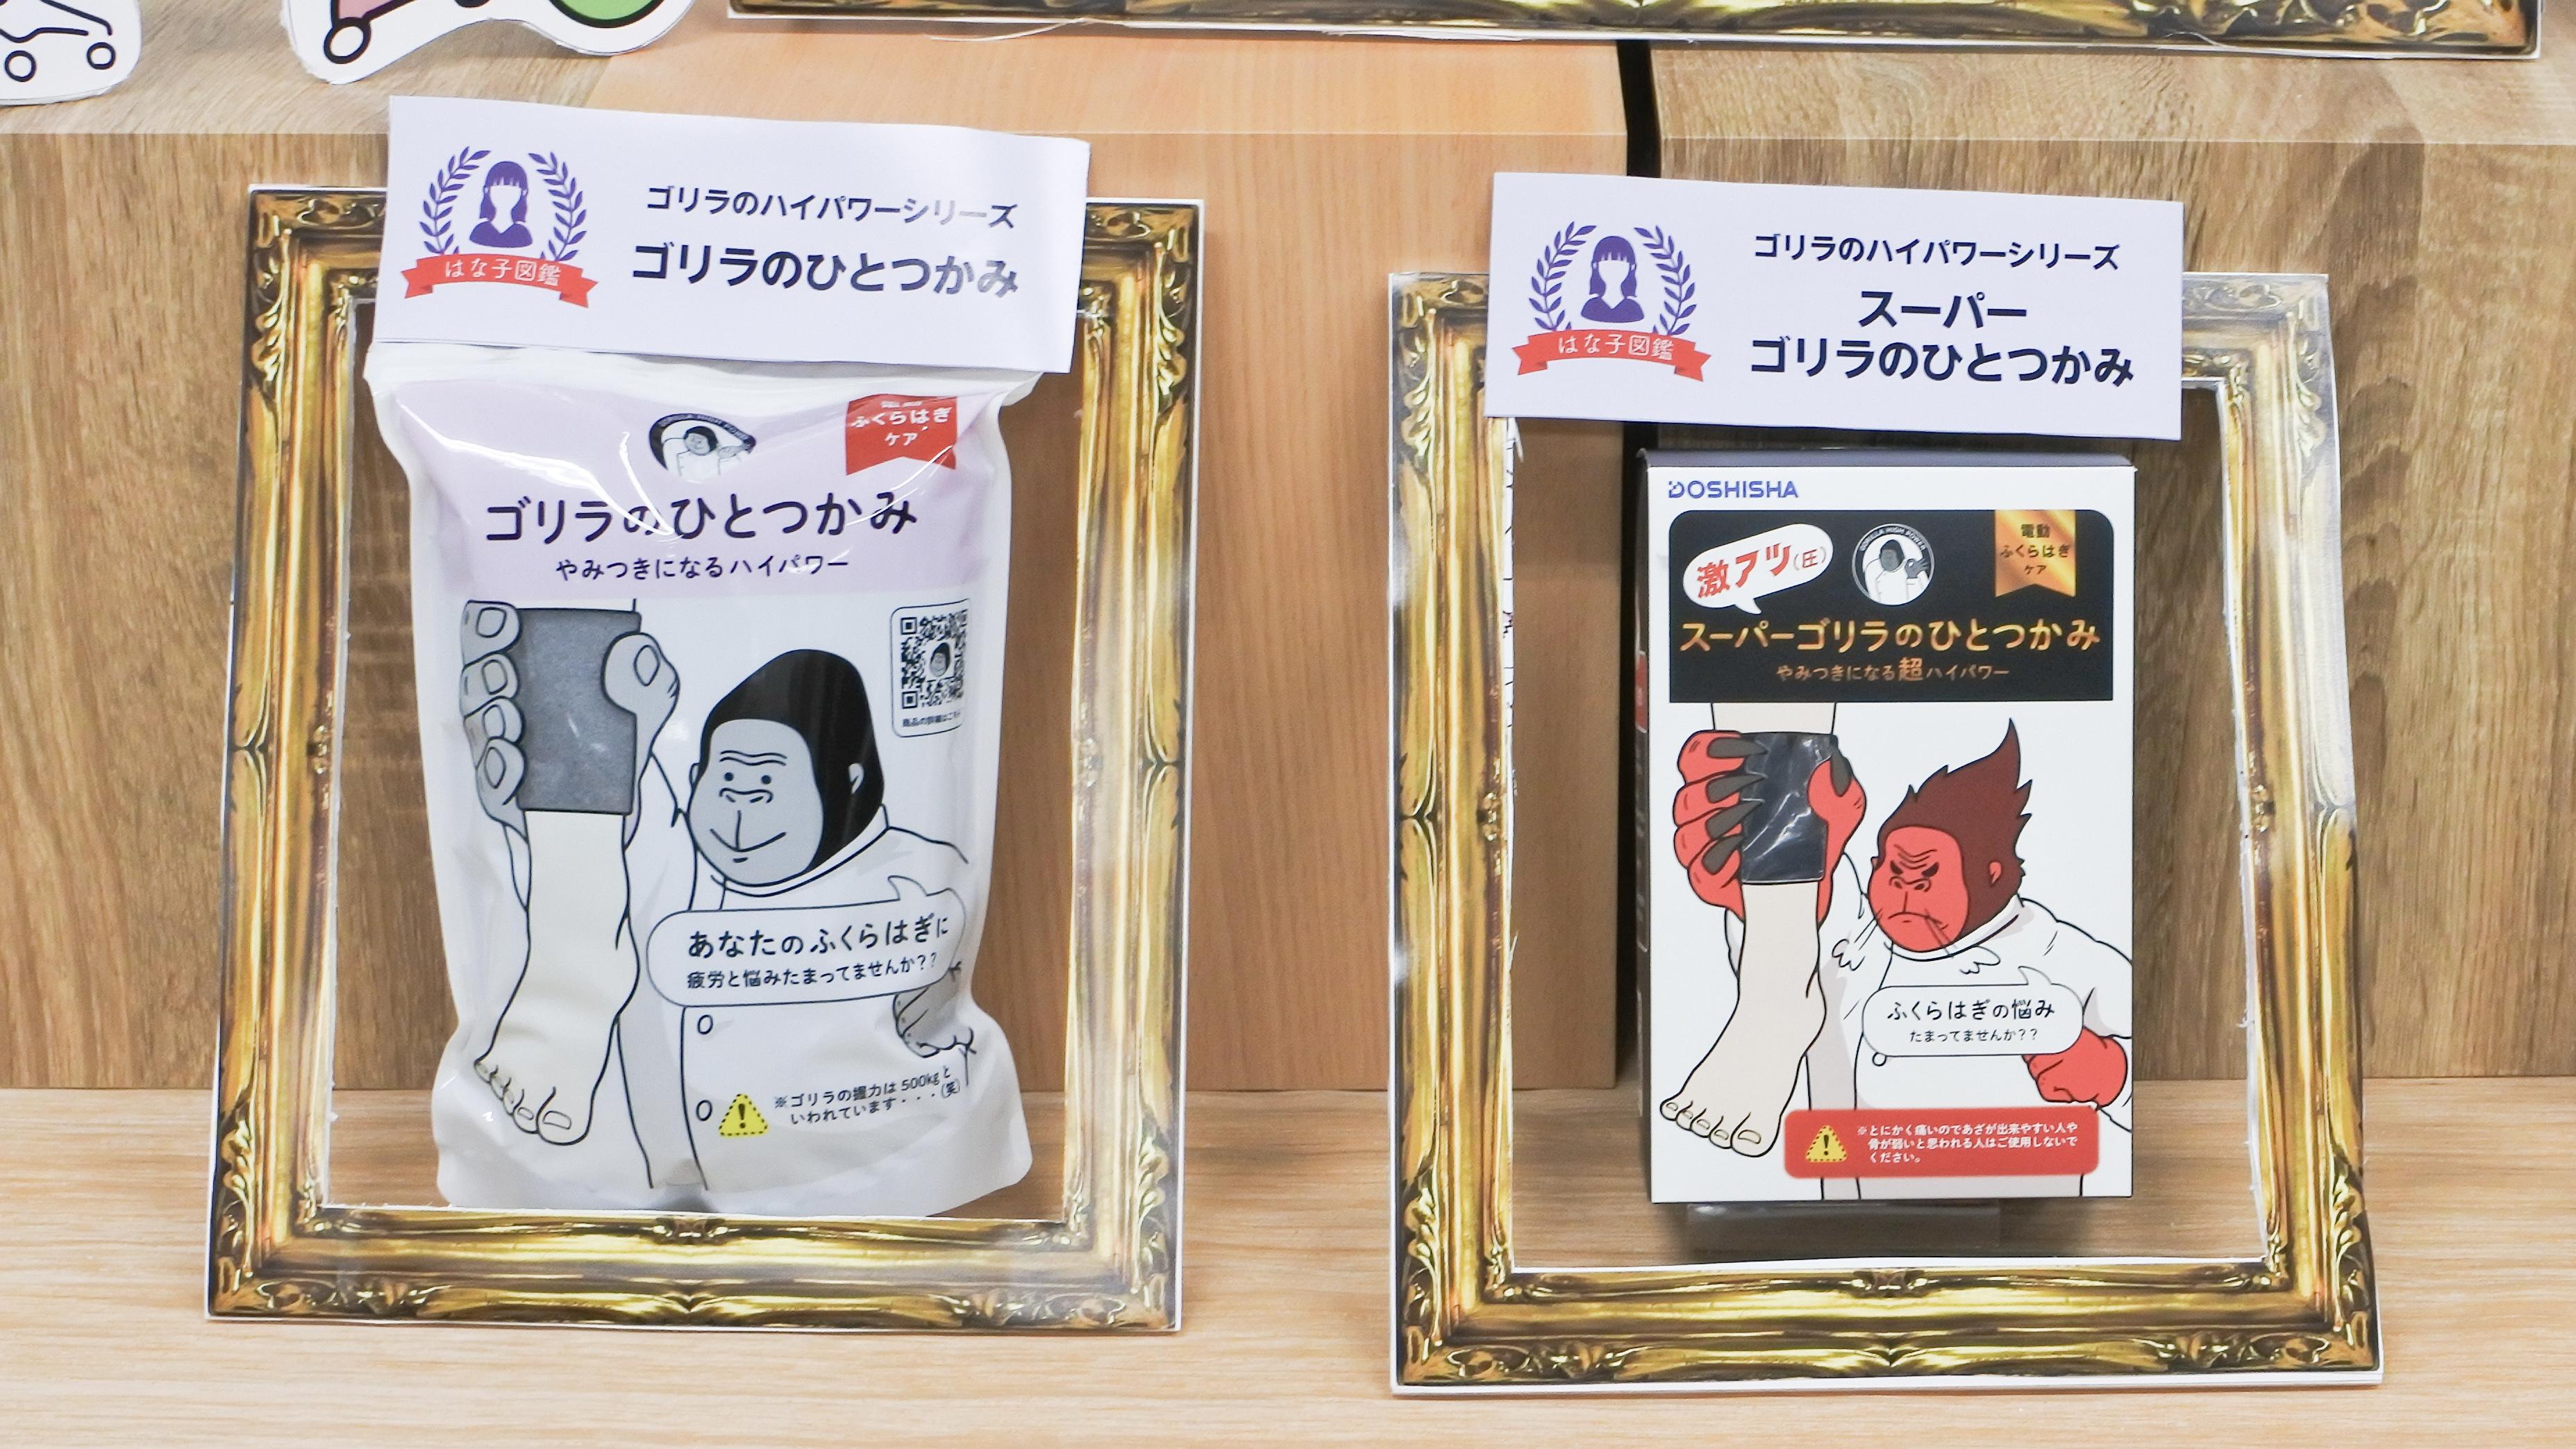 はな子図鑑
ゴリラのハイパワーシリーズ
ゴリラのひとつかみ
ふくらはぎ
ケア
ゴリラのひとつかみ
やみつきになるハイパワー
あなたのふくらはぎに
疲労と悩みたまってませんか??
※ゴリラの握力は500kgと
いわれています・・・(笑)
はな子図鑑
ゴリラのハイパワーシリーズ
スーパー
ゴリラのひとつかみ
DOSHISHA
激アツ(圧)
GORILLA HIGH POWER
電動
ふくらはぎ
ケア
スーパーゴリラのひとつかみ
やみつきになる超ハイパワー
ふくらはぎの悩み
たまってませんか??
※とにかく痛いのであざが出来やすい人や
骨が弱いと思われる人はご使用しないで
ください。